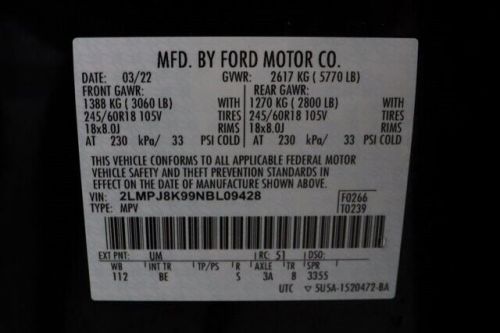 MFD. BY FORD MOTOR CO.
DATE: 03/22 GVWR: 2617 KG ( 5770 LB)
FRONT GAWR: REAR GAWR:
1388 KG ( 3060 LB) WITH 1270 KG ( 2800 LB) WITH
245/60R18 105V TIRES 245/60R18 105V TIRES
18x8.0J RIMS 18x8.0J RIMS
AT 230 kPa/ 33 PSI COLD AT 230 kPa/ 33 PSI COLD
THIS VEHICLE CONFORMS TO ALL APPLICABLE FEDERAL MOTOR
VEHICLE SAFETY AND THEFT PREVENTION STANDARDS IN EFFECT
ON THE DATE OF MANUFACTURE SHOWN ABOVE.
VIN: 2LMPJ8K99NBL09428 F0266
TYPE: MPV T0239
EXT PNT: UM RC: 51 DSO:
WB INT TR TP/PS R AXLE TR SPR
112 BE S 3A 8 3355
UTC ▽ 5U5A-1520472-BA